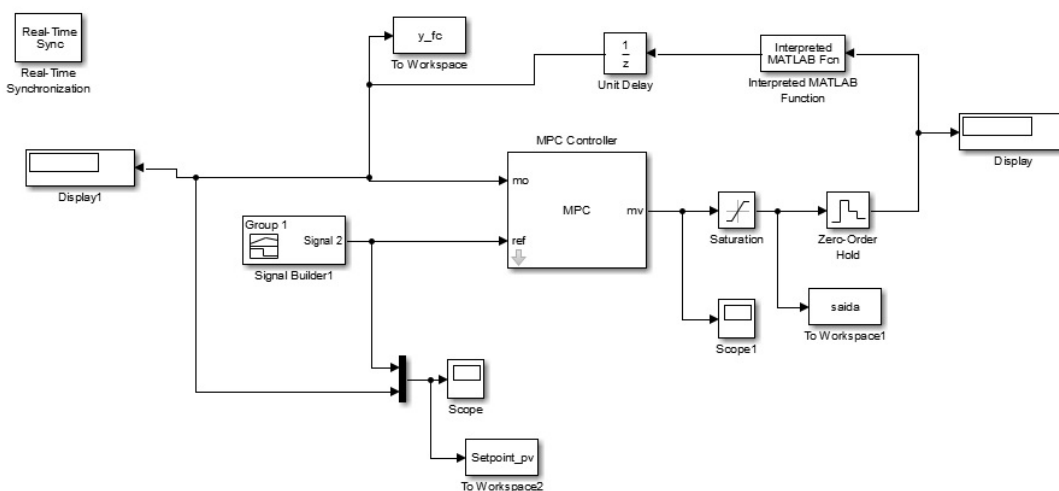 Real-Time
Sync
Real-Time
Synchronization
y_fc
To Workspace
1
z
Unit Delay
Interpreted
MATLAB Fcn
Interpreted MATLAB
Function
Display
Display1
MPC Controller
mo
MPC
mv
ref
Group 1
Signal 2
Signal Builder1
Saturation
Zero-Order
Hold
saida
To Workspace1
Scope1
Scope
Setpoint_pv
To Workspace2